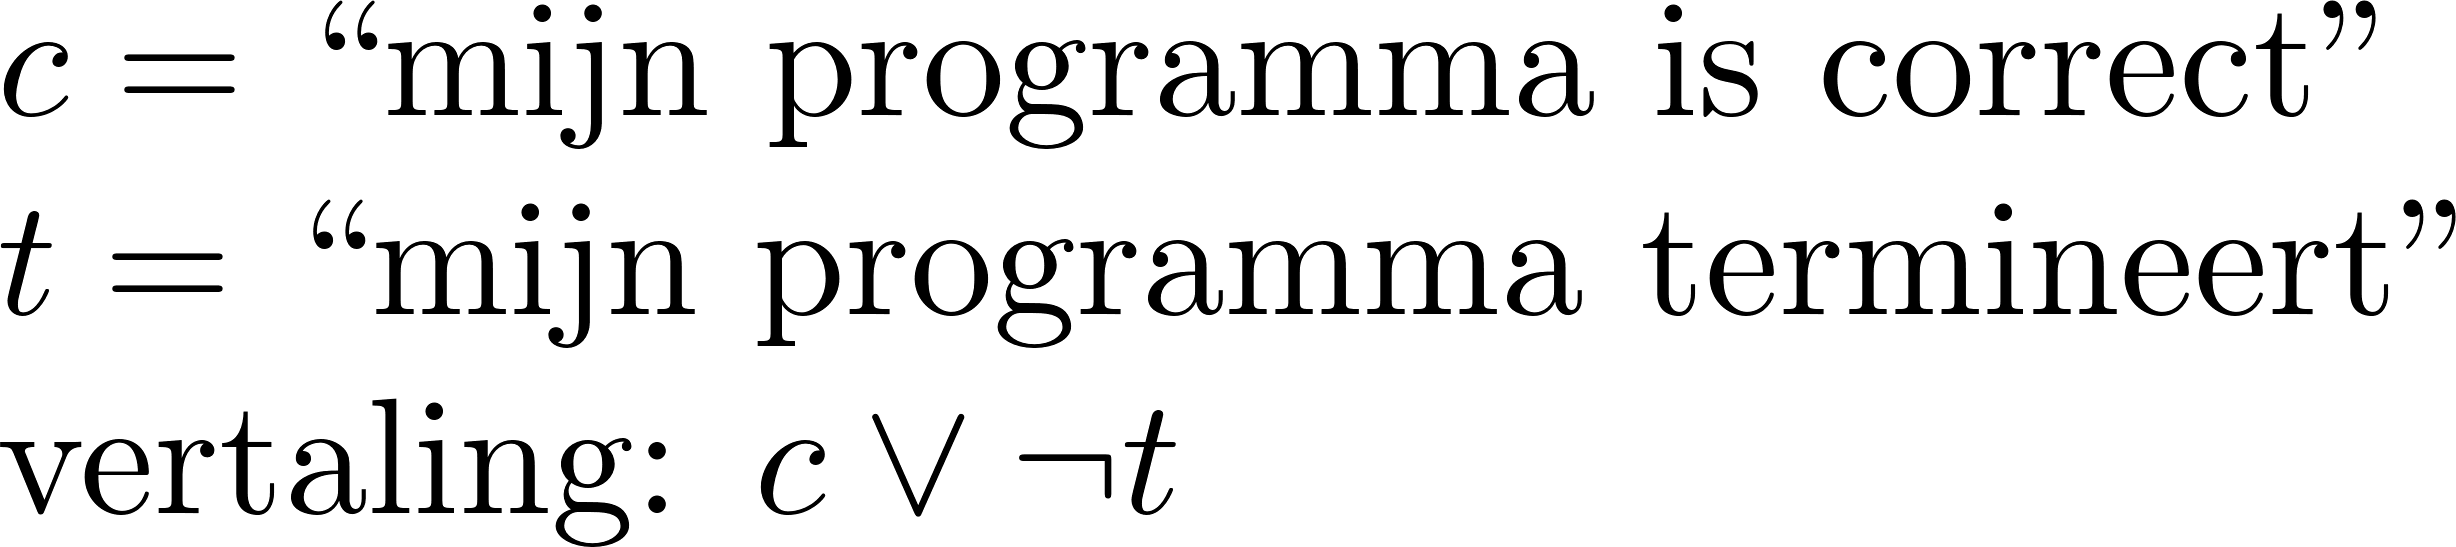 c = “mijn programma is correct”
t = “mijn programma termineert”
vertaling: c ∨ ¬t